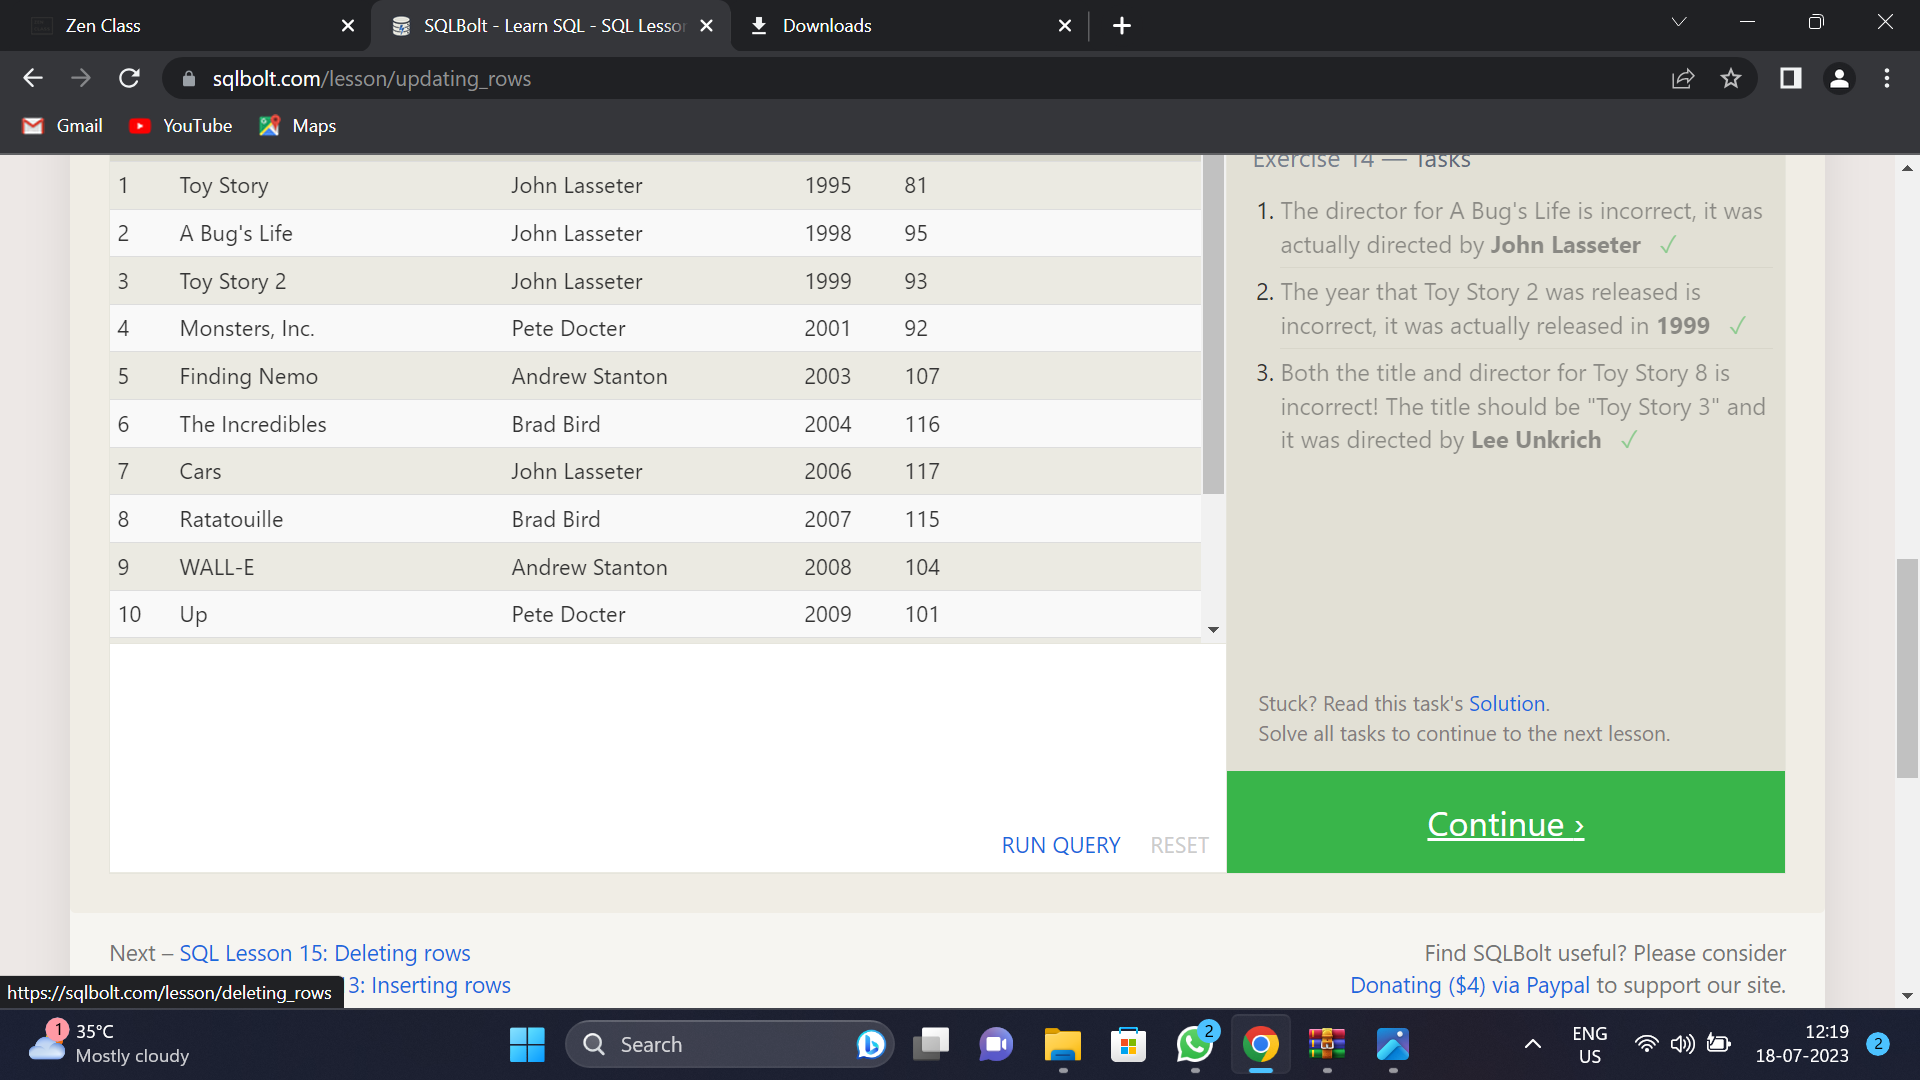 Zen Class
SQLBolt - Learn SQL - SQL Lesson
Downloads
sqlbolt.com/lesson/updating_rows
Gmail
YouTube
Maps
1 Toy Story John Lasseter 1995 81
2 A Bug's Life John Lasseter 1998 95
3 Toy Story 2 John Lasseter 1999 93
4 Monsters, Inc. Pete Docter 2001 92
5 Finding Nemo Andrew Stanton 2003 107
6 The Incredibles Brad Bird 2004 116
7 Cars John Lasseter 2006 117
8 Ratatouille Brad Bird 2007 115
9 WALL-E Andrew Stanton 2008 104
10 Up Pete Docter 2009 101
RUN QUERY RESET
Exercise 14 — Tasks
1. The director for A Bug's Life is incorrect, it was
actually directed by John Lasseter ✓
2. The year that Toy Story 2 was released is
incorrect, it was actually released in 1999 ✓
3. Both the title and director for Toy Story 8 is
incorrect! The title should be "Toy Story 3" and
it was directed by Lee Unkrich ✓
Stuck? Read this task's Solution.
Solve all tasks to continue to the next lesson.
Continue ›
Next – SQL Lesson 15: Deleting rows
3: Inserting rows
Find SQLBolt useful? Please consider
Donating ($4) via Paypal to support our site.
https://sqlbolt.com/lesson/deleting_rows
1
35°C
Mostly cloudy
Search
2
ENG
US
12:19
18-07-2023
2